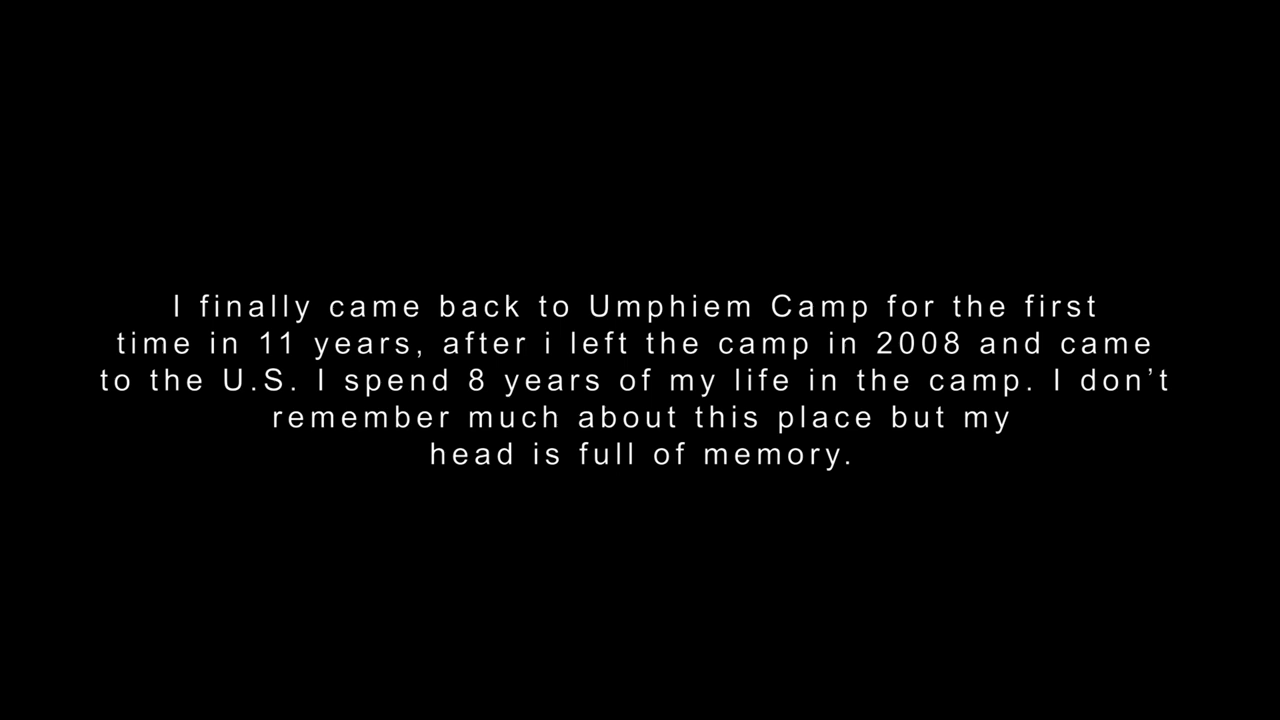 I finally came back to Umphiem Camp for the first
time in 11 years, after i left the camp in 2008 and came
to the U.S. I spend 8 years of my life in the camp. I don’t
remember much about this place but my
head is full of memory.